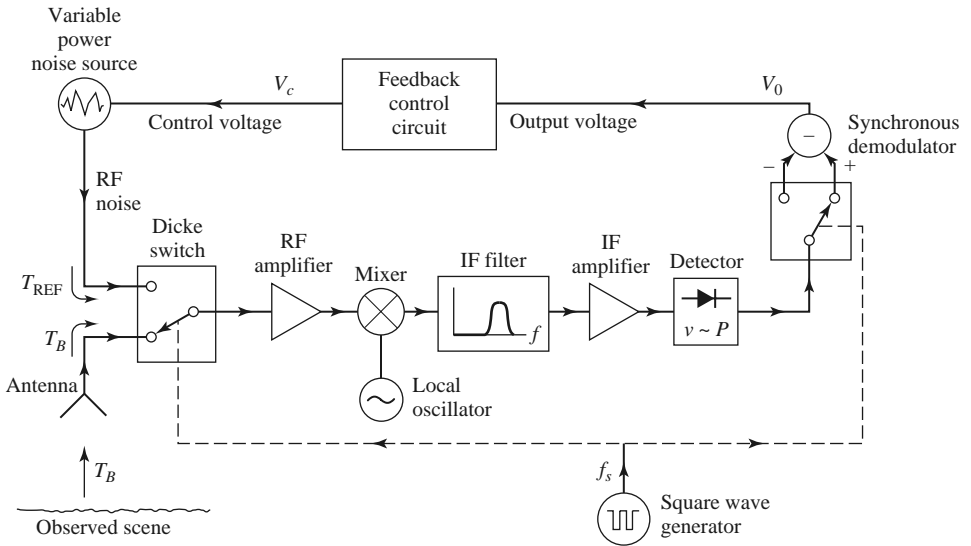 Variable
power
noise source
V_c
Control voltage
Feedback
control
circuit
Output voltage
V_0
Synchronous
demodulator
−
−
+
RF
noise
Dicke
switch
RF
amplifier
Mixer
IF filter
IF
amplifier
Detector
T_REF
T_B
f
v ~ P
Antenna
Local
oscillator
T_B
f_s
Observed scene
Square wave
generator